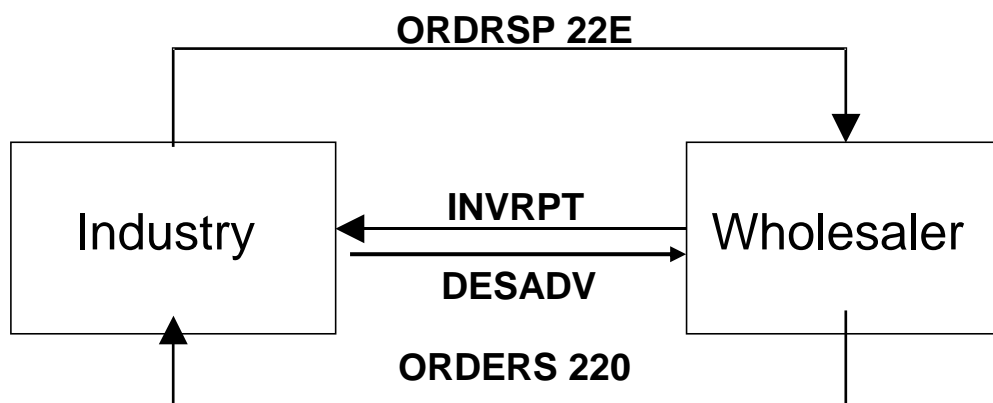 ORDRSP 22E
INVRPT
Industry
Wholesaler
DESADV
ORDERS 220